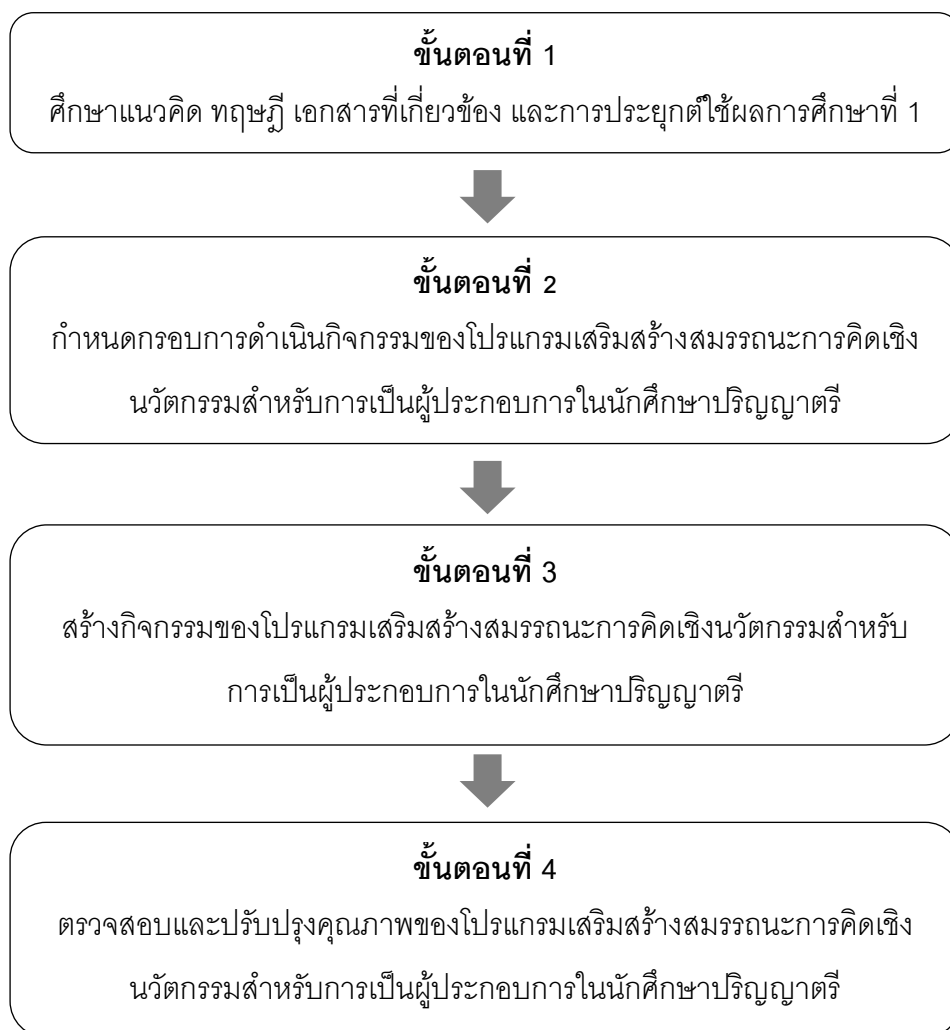 ขั้นตอนที่ 1
ศึกษาแนวคิด ทฤษฎี เอกสารที่เกี่ยวข้อง และการประยุกต์ใช้ผลการศึกษาที่ 1
ขั้นตอนที่ 2
กำหนดกรอบการดำเนินกิจกรรมของโปรแกรมเสริมสร้างสมรรถนะการคิดเชิง
นวัตกรรมสำหรับการเป็นผู้ประกอบการในนักศึกษาปริญญาตรี
ขั้นตอนที่ 3
สร้างกิจกรรมของโปรแกรมเสริมสร้างสมรรถนะการคิดเชิงนวัตกรรมสำหรับ
การเป็นผู้ประกอบการในนักศึกษาปริญญาตรี
ขั้นตอนที่ 4
ตรวจสอบและปรับปรุงคุณภาพของโปรแกรมเสริมสร้างสมรรถนะการคิดเชิง
นวัตกรรมสำหรับการเป็นผู้ประกอบการในนักศึกษาปริญญาตรี